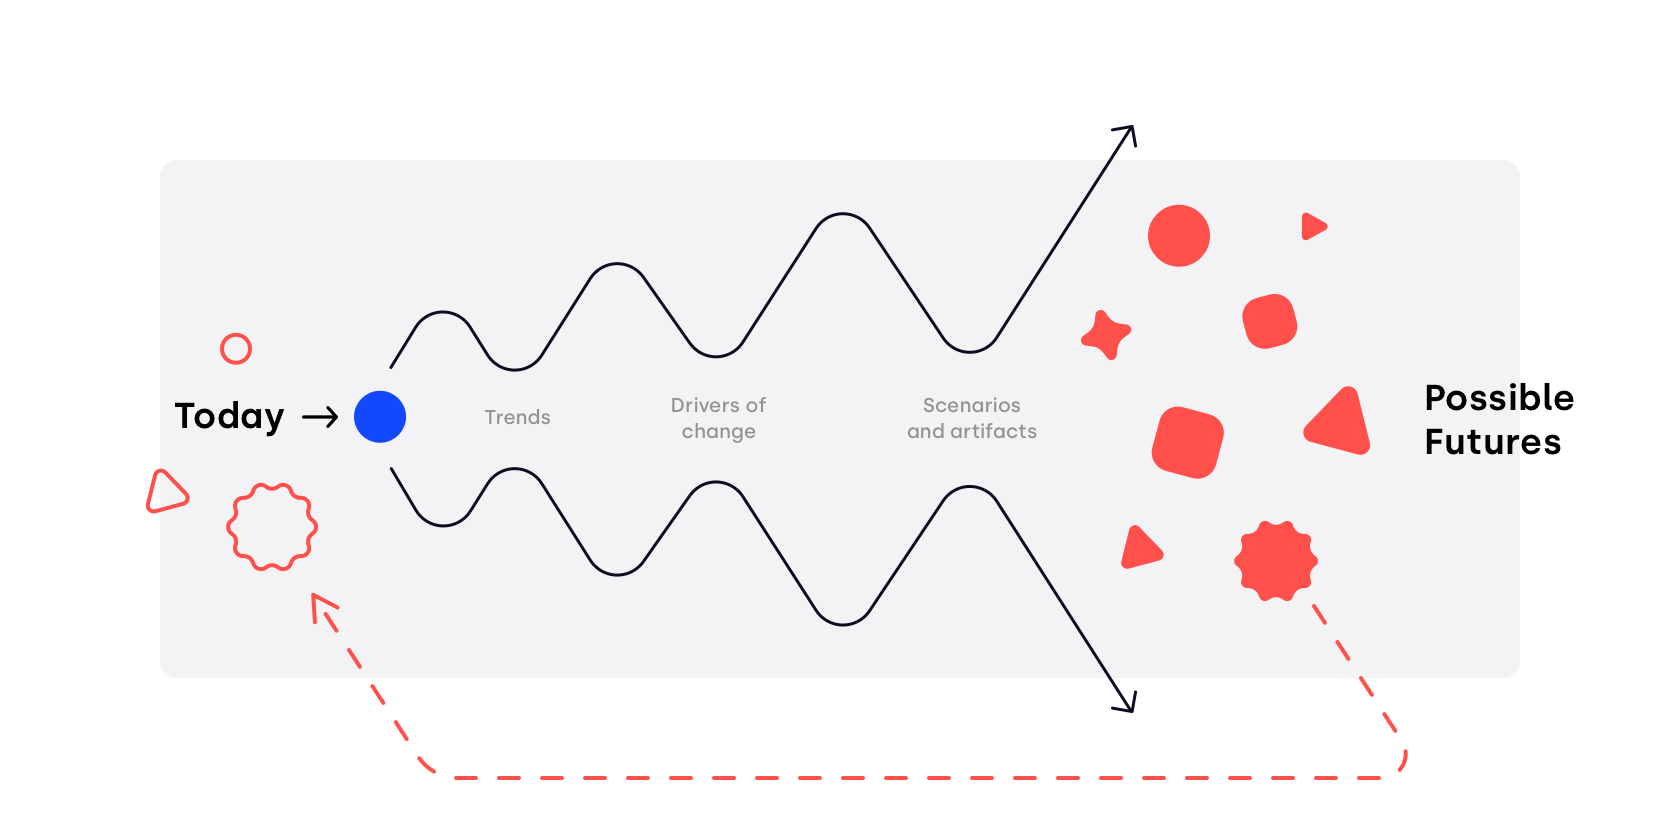 Today
Trends
Drivers of
change
Scenarios
and artifacts
Possible
Futures